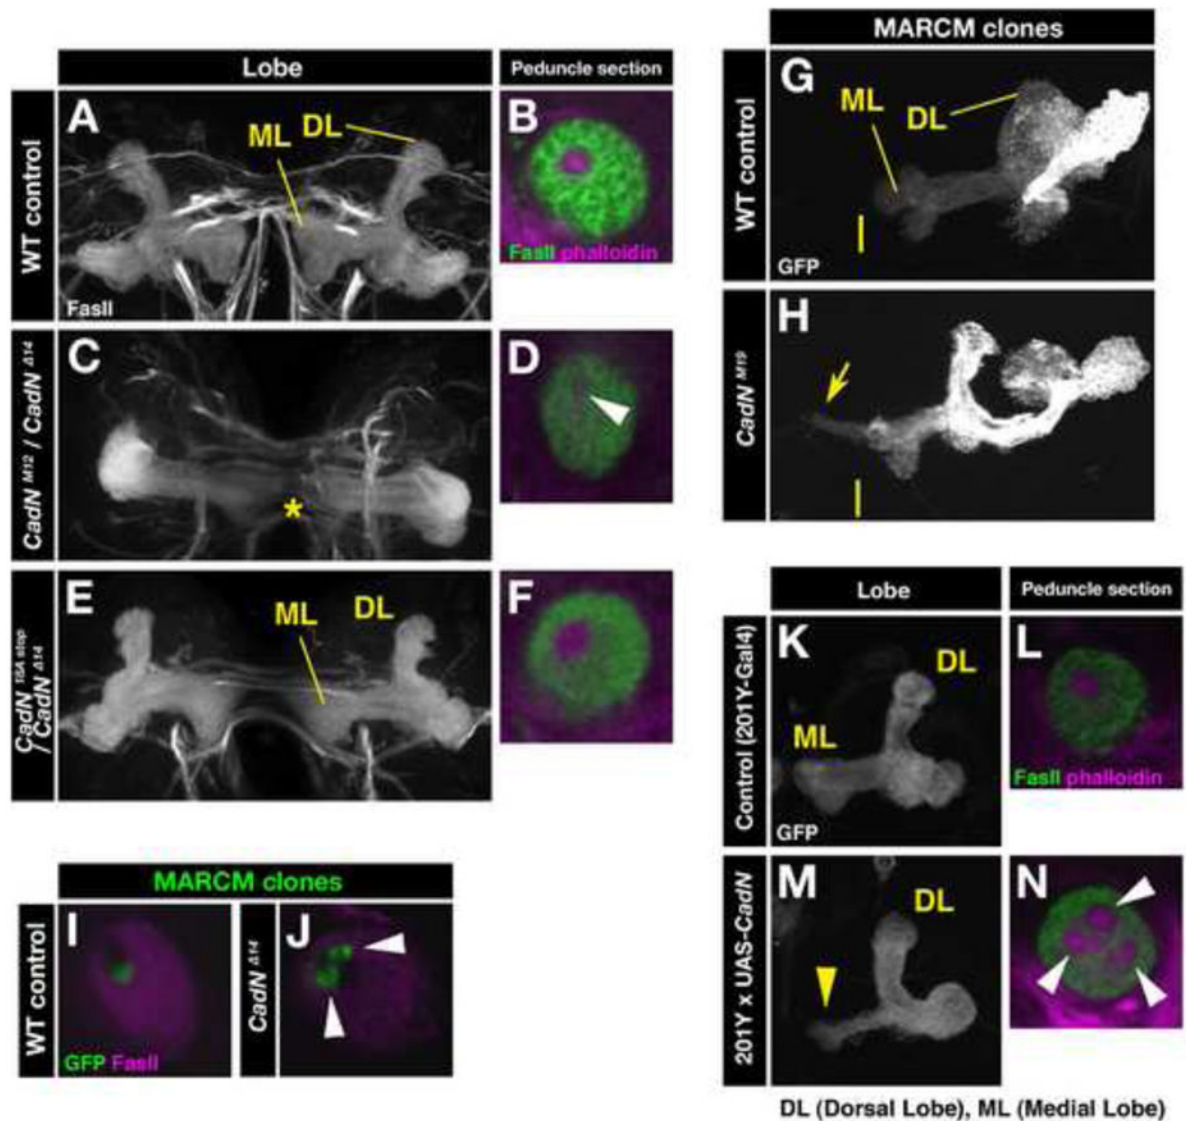 Lobe
Peduncle section
WT control
A
ML
DL
FasII
B
FasII phalloidin
CadN M12 / CadN Δ14
C
*
D
CadN 18A stop
/ CadN Δ14
E
ML
DL
F
MARCM clones
WT control
I
GFP FasII
CadN Δ14
J
MARCM clones
WT control
G
ML
DL
GFP
CadN M19
H
Lobe
Peduncle section
Control (201Y-Gal4)
K
DL
ML
GFP
L
FasII phalloidin
201Y x UAS-CadN
M
DL
N
DL (Dorsal Lobe), ML (Medial Lobe)